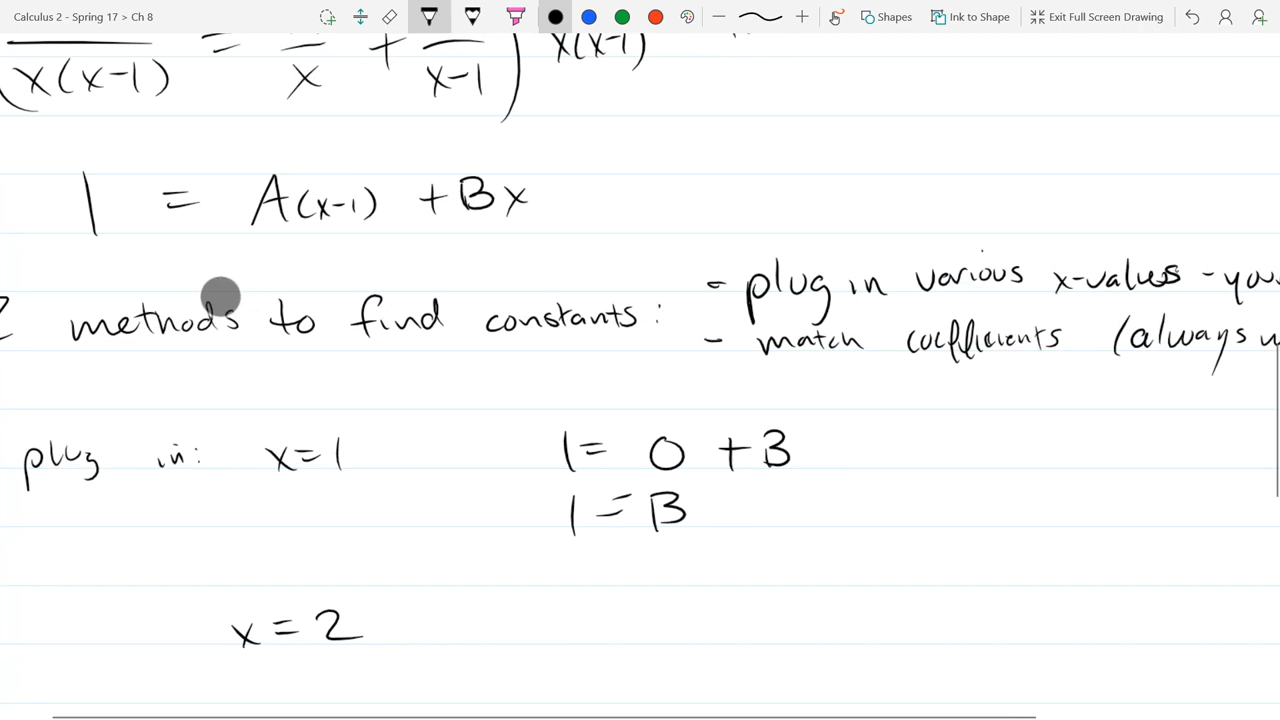 Calculus 2 - Spring 17 > Ch 8
Shapes Ink to Shape Exit Full Screen Drawing
x(x-1) = x + x-1 ) x(x-1)
1 = A(x-1) + Bx
methods to find constants: - plug in various x-values - you
- match coefficients (always
plug in: x=1 1= 0 + B
1 = B
x = 2